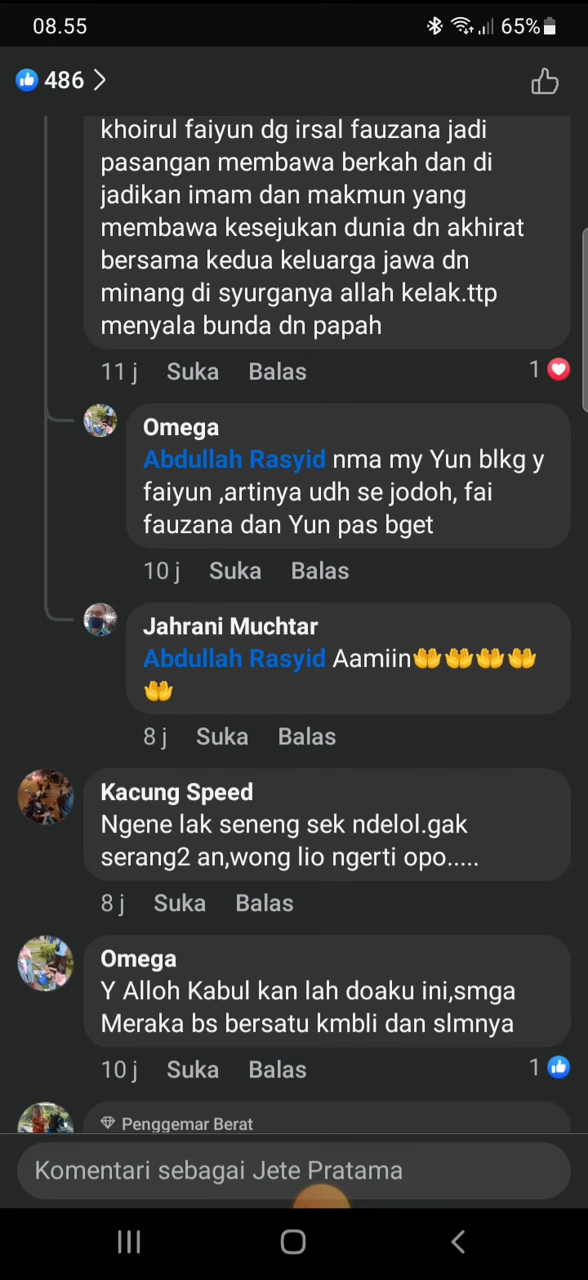 08.55
65%
486
khoirul faiyun dg irsal fauzana jadi
pasangan membawa berkah dan di
jadikan imam dan makmun yang
membawa kesejukan dunia dn akhirat
bersama kedua keluarga jawa dn
minang di syurganya allah kelak.ttp
menyala bunda dn papah
11 j Suka Balas 1
Omega
Abdullah Rasyid nma my Yun blkg y
faiyun ,artinya udh se jodoh, fai
fauzana dan Yun pas bget
10 j Suka Balas
Jahrani Muchtar
Abdullah Rasyid Aamiin🤲🤲🤲🤲
🤲
8 j Suka Balas
Kacung Speed
Ngene lak seneng sek ndelol.gak
serang2 an,wong lio ngerti opo.....
8 j Suka Balas
Omega
Y Alloh Kabul kan lah doaku ini,smga
Meraka bs bersatu kmbli dan slmnya
10 j Suka Balas 1
Penggemar Berat
Komentari sebagai Jete Pratama